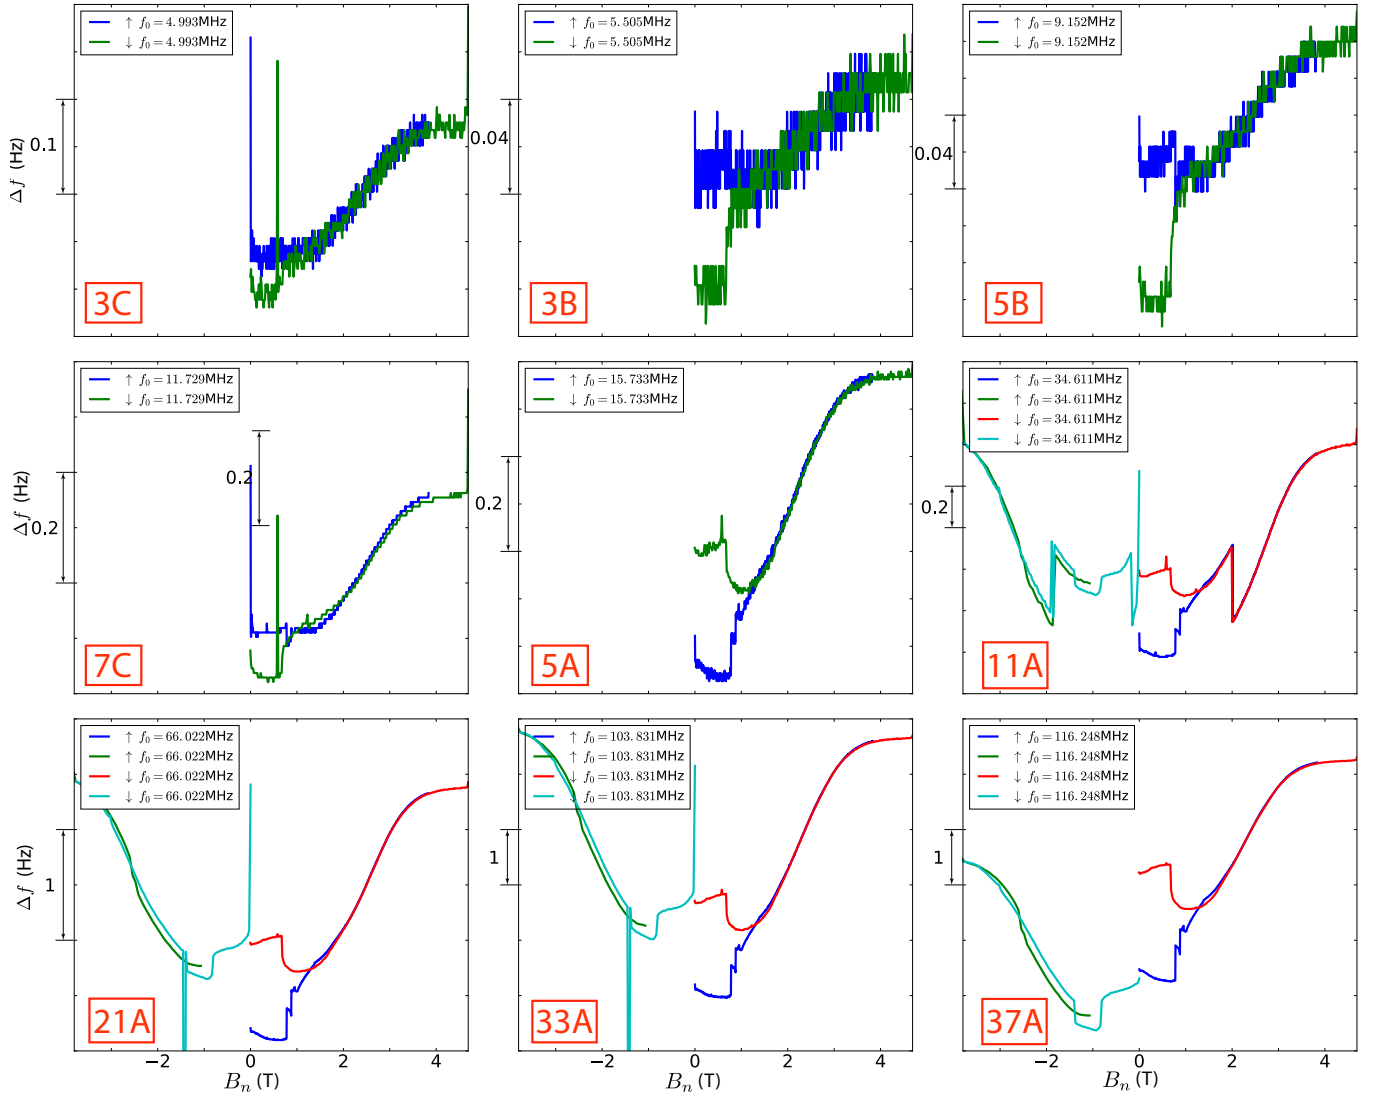 ↑ f₀ = 4.993MHz
↓ f₀ = 4.993MHz
Δf (Hz)
0.1
3C
↑ f₀ = 5.505MHz
↓ f₀ = 5.505MHz
0.04
3B
↑ f₀ = 9.152MHz
↓ f₀ = 9.152MHz
0.04
5B
↑ f₀ = 11.729MHz
↓ f₀ = 11.729MHz
Δf (Hz)
0.2
0.2
7C
↑ f₀ = 15.733MHz
↓ f₀ = 15.733MHz
0.2
5A
↑ f₀ = 34.611MHz
↑ f₀ = 34.611MHz
↓ f₀ = 34.611MHz
↓ f₀ = 34.611MHz
0.2
11A
↑ f₀ = 66.022MHz
↑ f₀ = 66.022MHz
↓ f₀ = 66.022MHz
↓ f₀ = 66.022MHz
Δf (Hz)
1
21A
−2 0 2 4
Bₙ (T)
↑ f₀ = 103.831MHz
↑ f₀ = 103.831MHz
↓ f₀ = 103.831MHz
↓ f₀ = 103.831MHz
1
33A
−2 0 2 4
Bₙ (T)
↑ f₀ = 116.248MHz
↑ f₀ = 116.248MHz
↓ f₀ = 116.248MHz
↓ f₀ = 116.248MHz
1
37A
−2 0 2 4
Bₙ (T)